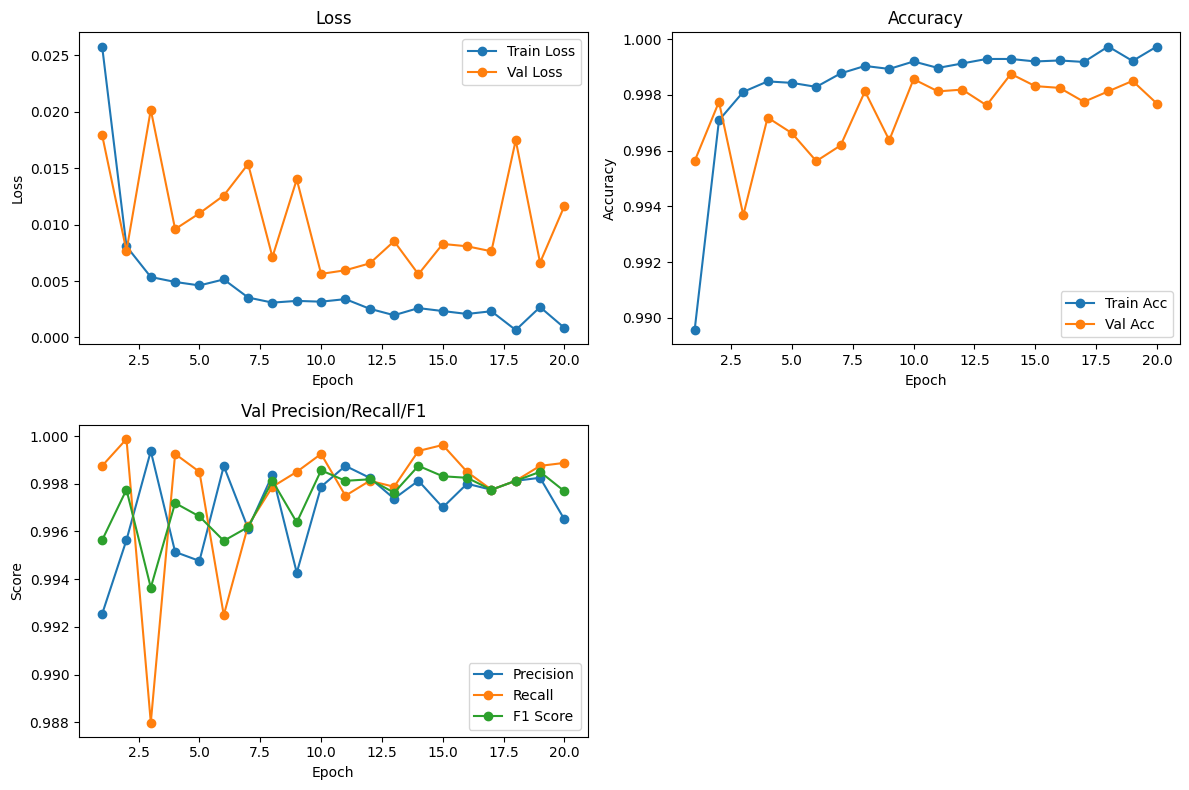 Loss
Train Loss
Val Loss
0.025
0.020
0.015
0.010
0.005
0.000
Loss
2.5 5.0 7.5 10.0 12.5 15.0 17.5 20.0
Epoch
Accuracy
1.000
0.998
0.996
0.994
0.992
0.990
Accuracy
Train Acc
Val Acc
2.5 5.0 7.5 10.0 12.5 15.0 17.5 20.0
Epoch
Val Precision/Recall/F1
1.000
0.998
0.996
0.994
0.992
0.990
0.988
Score
Precision
Recall
F1 Score
2.5 5.0 7.5 10.0 12.5 15.0 17.5 20.0
Epoch